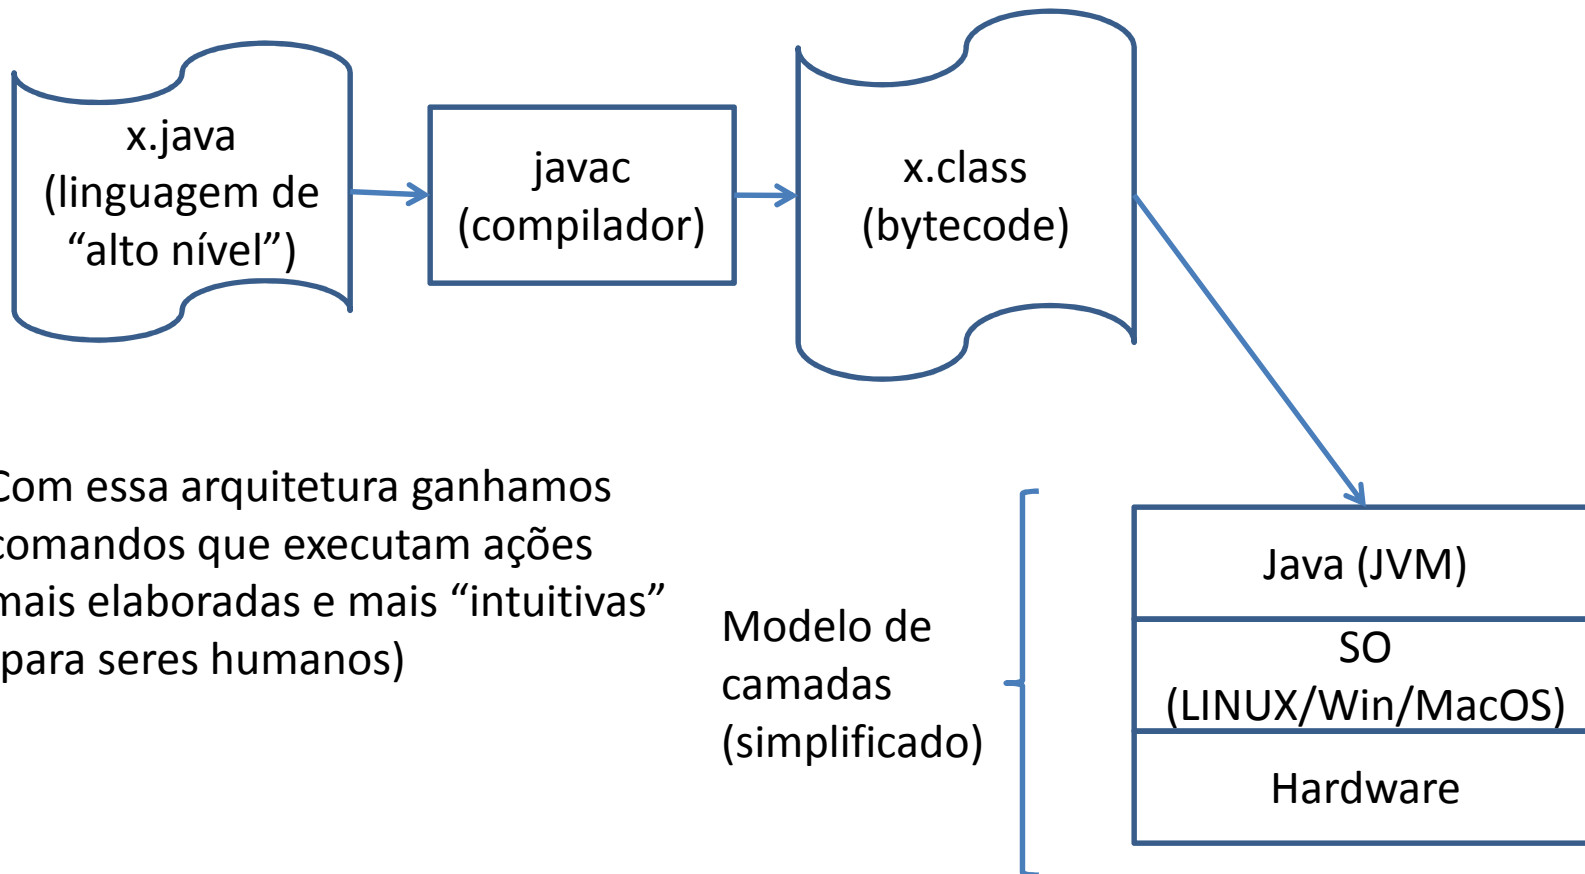 x.java
(linguagem de
“alto nível”)
javac
(compilador)
x.class
(bytecode)
Com essa arquitetura ganhamos
comandos que executam ações
mais elaboradas e mais “intuitivas”
para seres humanos)
Modelo de
camadas
(simplificado)
Java (JVM)
SO
(LINUX/Win/MacOS)
Hardware